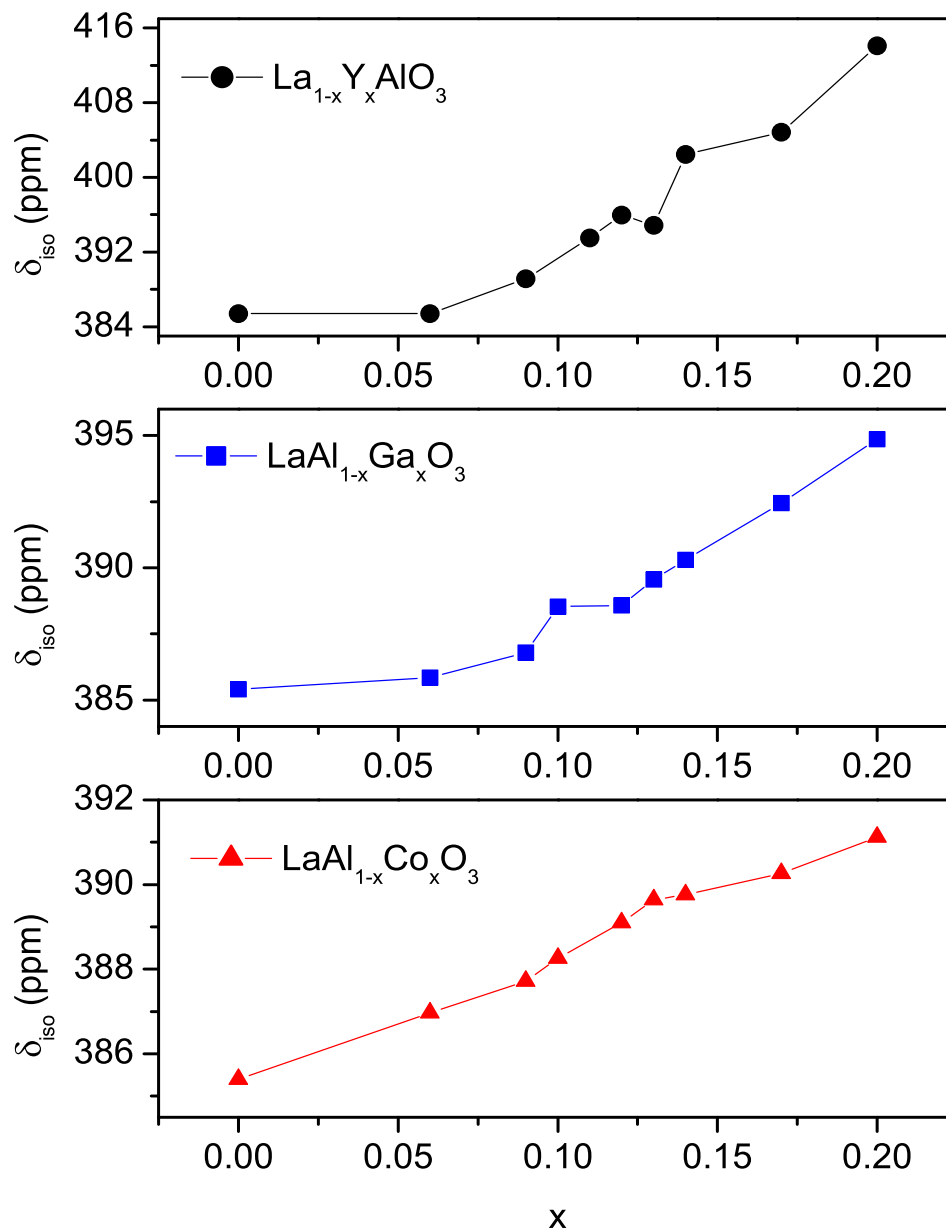 416
La₁₋ₓYₓAlO₃
408
400
392
384
δᵢₛₒ (ppm)
0.00 0.05 0.10 0.15 0.20
395
LaAl₁₋ₓGaₓO₃
390
385
δᵢₛₒ (ppm)
0.00 0.05 0.10 0.15 0.20
392
LaAl₁₋ₓCoₓO₃
390
388
386
δᵢₛₒ (ppm)
0.00 0.05 0.10 0.15 0.20
x